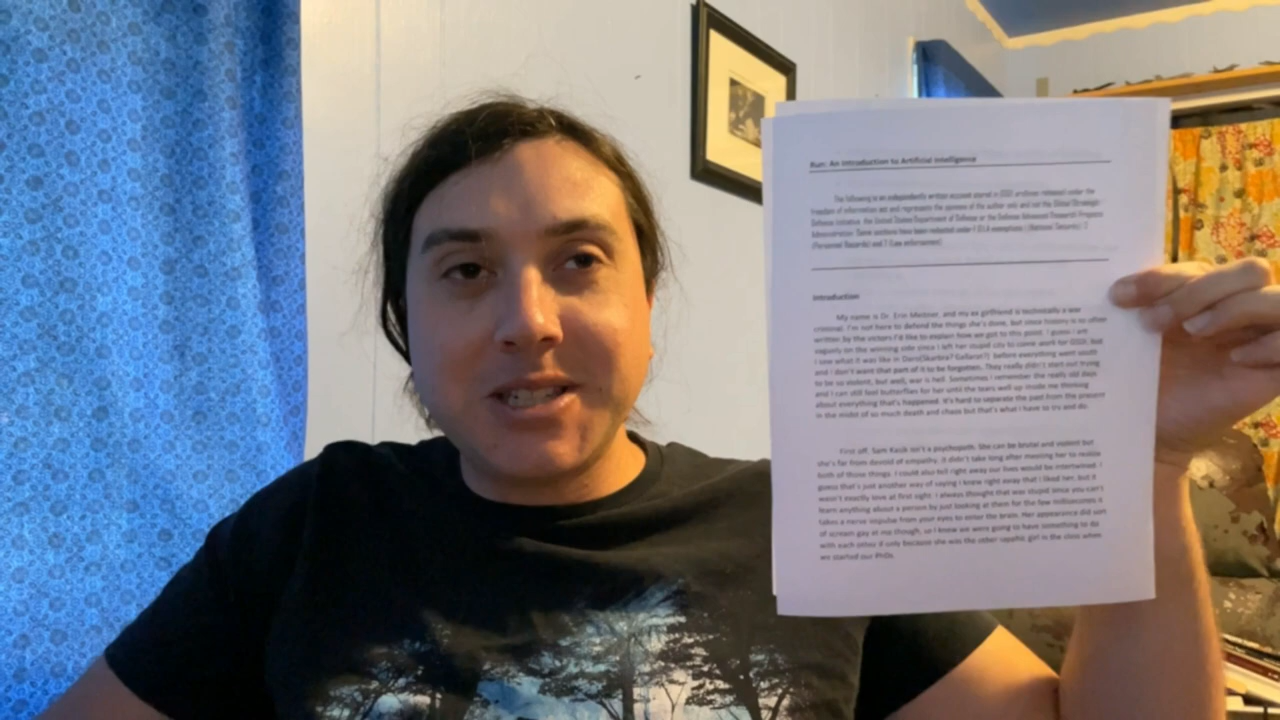 Run: An Introduction to Artificial Intelligence
The following is an independently written account stored in archives released under the
freedom of information act and represents the opinions of the author only and not the Global Strategic
Defense Initiative, the United States Department of Defense or the Defense Advanced Research Projects
Administration. Some sections have been redacted under F.O.I.A exemptions 1 (National Security)
(Personnel Records) and 7 (Law enforcement)
Introduction
My name is Dr. Erin Meitner, and my ex girlfriend is technically a war
criminal. I'm not here to defend the things she's done, but since history is so often
written by the victors I'd like to explain how we got to this point. I guess I am
vaguely on the winning side since I left her stupid city to come work for but
I saw what it was like in before everything went south
and I don't want that part of it to be forgotten. They really didn't start out trying
to be so violent, but well, war is hell. Sometimes I remember the really old days
and I can still feel butterflies for her until the tears well up made me thinking
about everything that's happened. It's hard to separate the past from the present
in the midst of so much death and chaos but that's what I have to try and do.
First off, Sam Kasik isn't a psychopath. She can be brutal and violent but
she's far from devoid of empathy. It didn't take long after meeting her to realize
both of those things. I could also tell right away our lives would be intertwined. I
guess that's just another way of saying I knew right away that I liked her, but it
wasn't exactly love at first sight. I always thought that was stupid since you can't
learn anything about a person by just looking at them for the few milliseconds it
takes a nerve impulse from your eyes to enter the brain. Her appearance did sort
of scream gay at me though, so I knew we were going to have something to do
with each other if only because she was the other sapphic girl in the class when
we started our PhDs.